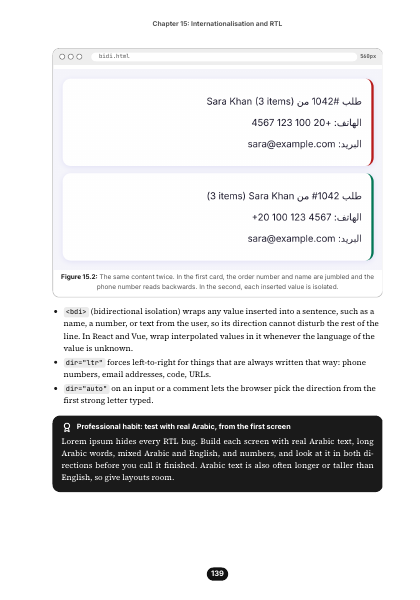 Chapter 15: Internationalisation and RTL
bidi.html
560px
طلب #1042 من Sara Khan (3 items)
الهاتف: +20 100 123 4567
البريد: sara@example.com
طلب #1042 من Sara Khan (3 items)
الهاتف: +20 100 123 4567
البريد: sara@example.com
Figure 15.2: The same content twice. In the first card, the order number and name are jumbled and the
phone number reads backwards. In the second, each inserted value is isolated.
• <bdi> (bidirectional isolation) wraps any value inserted into a sentence, such as a
name, a number, or text from the user, so its direction cannot disturb the rest of the
line. In React and Vue, wrap interpolated values in it whenever the language of the
value is unknown.
• dir="ltr" forces left-to-right for things that are always written that way: phone
numbers, email addresses, code, URLs.
• dir="auto" on an input or a comment lets the browser pick the direction from the
first strong letter typed.
Professional habit: test with real Arabic, from the first screen
Lorem ipsum hides every RTL bug. Build each screen with real Arabic text, long
Arabic words, mixed Arabic and English, and numbers, and look at it in both di-
rections before you call it finished. Arabic text is also often longer or taller than
English, so give layouts room.
139